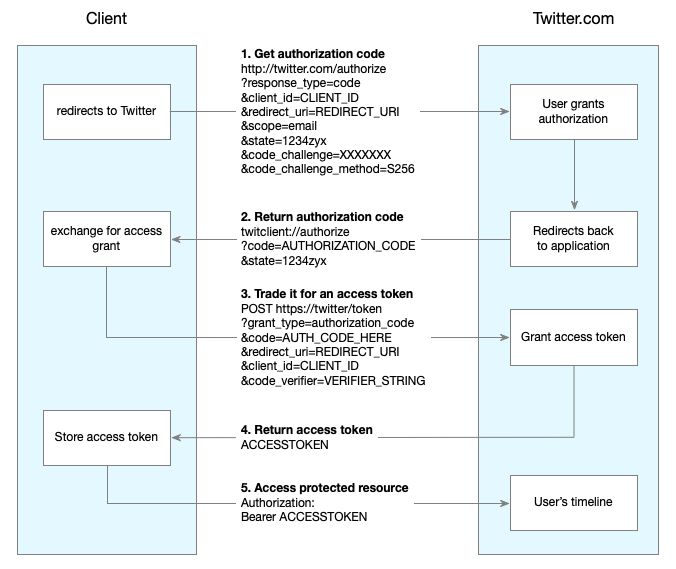 Client
Twitter.com
1. Get authorization code
http://twitter.com/authorize
?response_type=code
&client_id=CLIENT_ID
&redirect_uri=REDIRECT_URI
&scope=email
&state=1234zyx
&code_challenge=XXXXXXX
&code_challenge_method=S256
redirects to Twitter
User grants
authorization
2. Return authorization code
twitclient://authorize
?code=AUTHORIZATION_CODE
&state=1234zyx
exchange for access
grant
Redirects back
to application
3. Trade it for an access token
POST https://twitter/token
?grant_type=authorization_code
&code=AUTH_CODE_HERE
&redirect_uri=REDIRECT_URI
&client_id=CLIENT_ID
&code_verifier=VERIFIER_STRING
Grant access token
4. Return access token
ACCESSTOKEN
Store access token
5. Access protected resource
Authorization:
Bearer ACCESSTOKEN
User's timeline